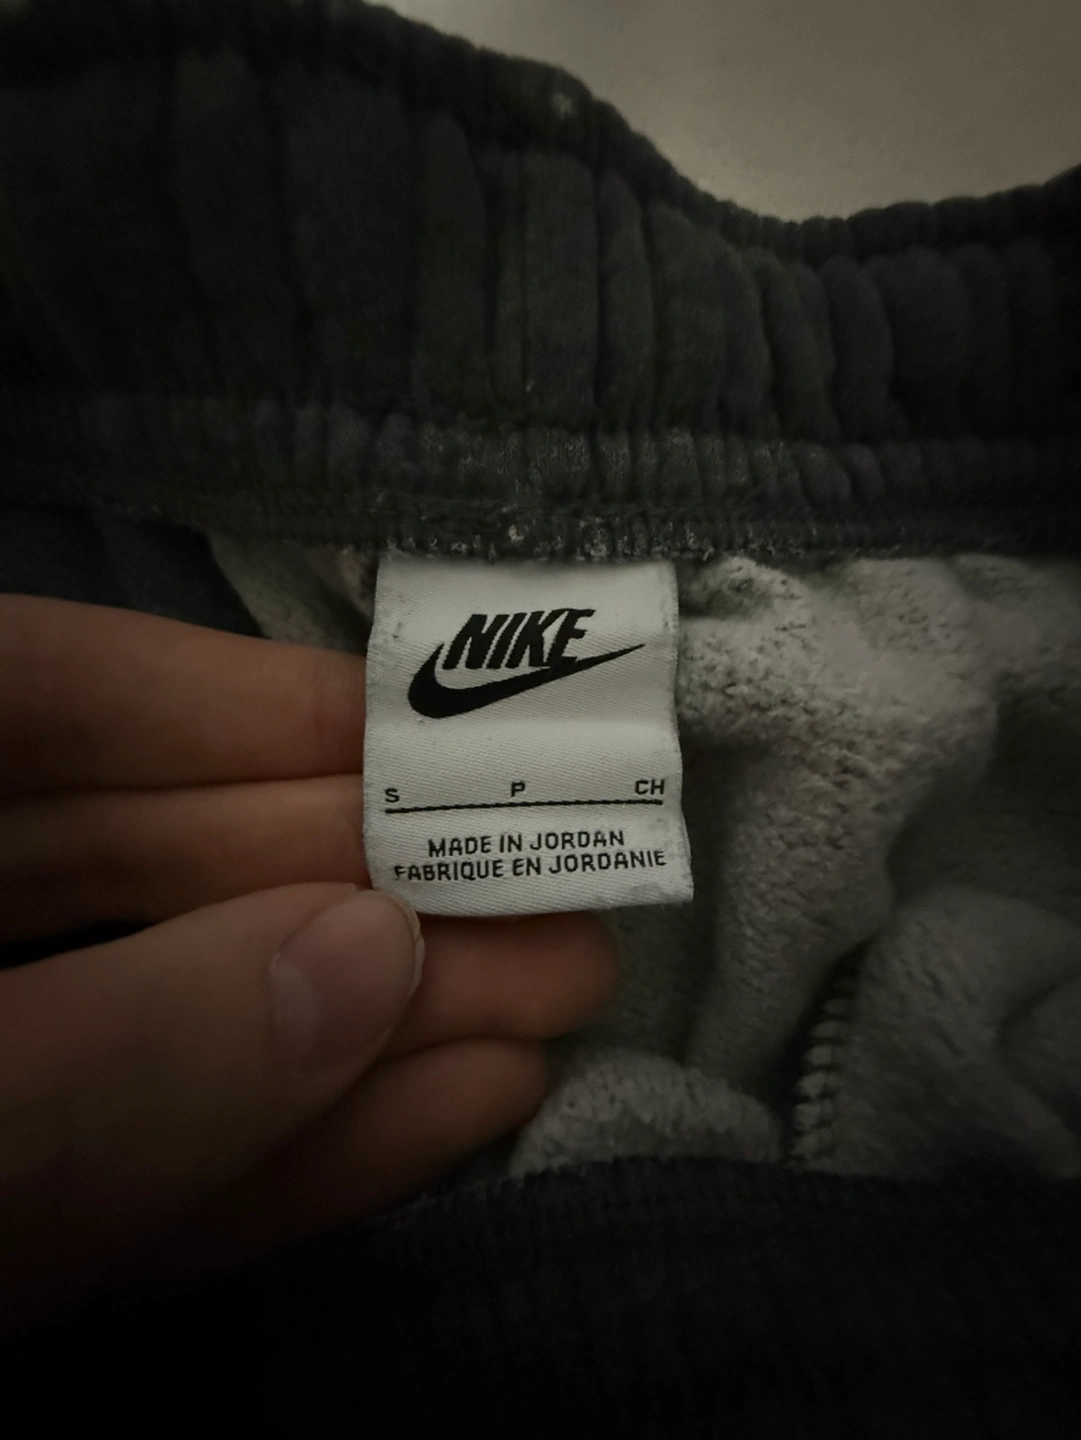 NIKE
S P CH
MADE IN JORDAN
FABRIQUE EN JORDANIE